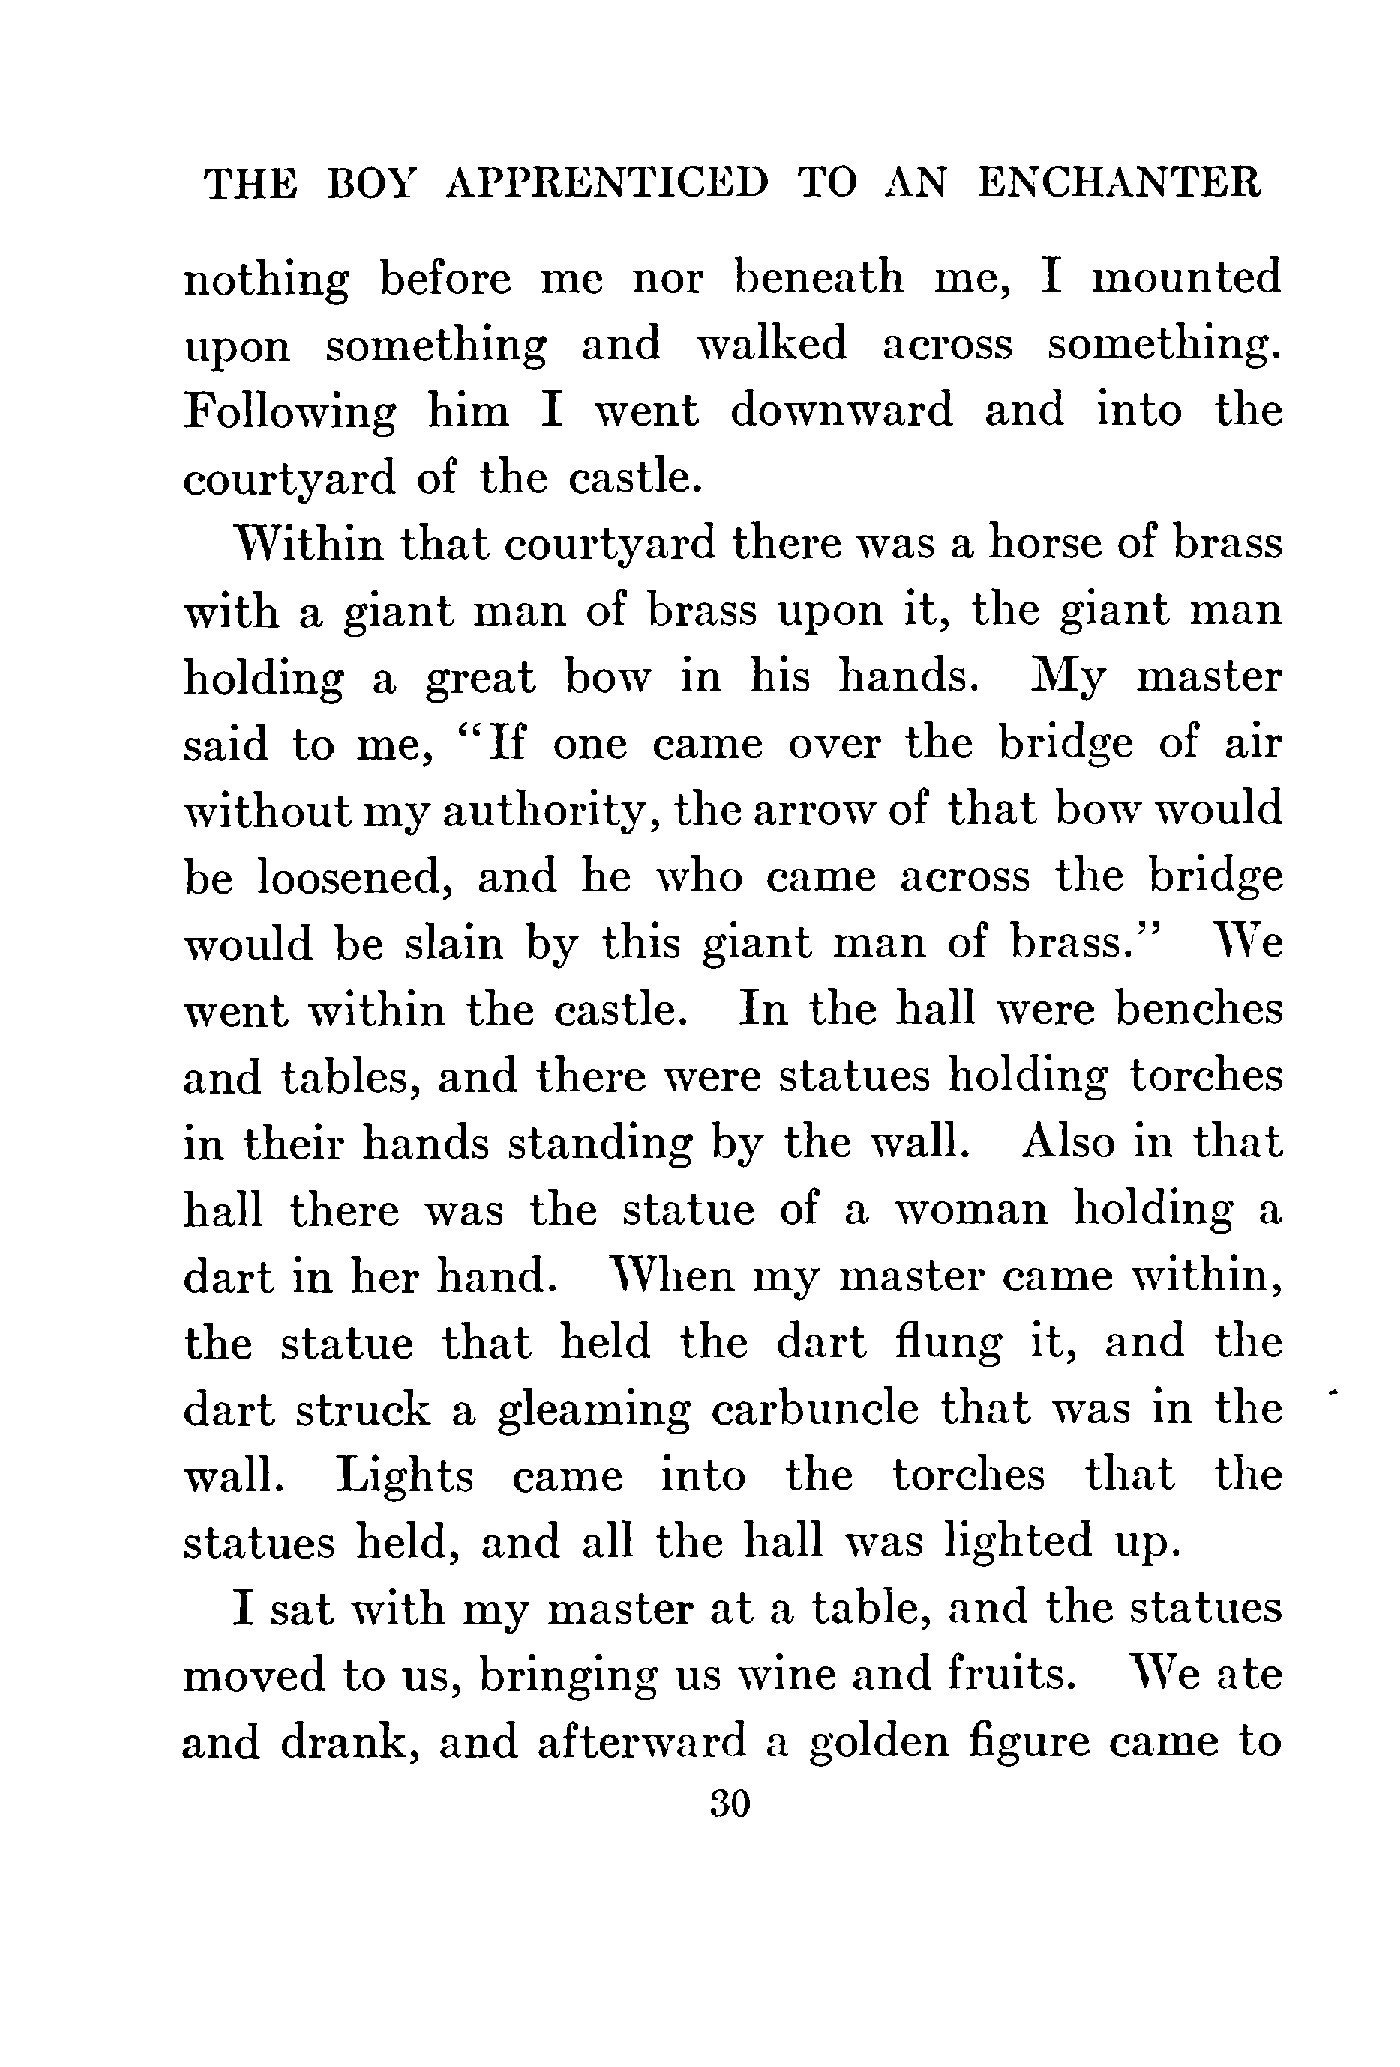 THE BOY APPRENTICED TO AN ENCHANTER
nothing before me nor beneath me, I mounted
upon something and walked across something.
Following him I went downward and into the
courtyard of the castle.
Within that courtyard there was a horse of brass
with a giant man of brass upon it, the giant man
holding a great bow in his hands. My master
said to me, “If one came over the bridge of air
without my authority, the arrow of that bow would
be loosened, and he who came across the bridge
would be slain by this giant man of brass.” We
went within the castle. In the hall were benches
and tables, and there were statues holding torches
in their hands standing by the wall. Also in that
hall there was the statue of a woman holding a
dart in her hand. When my master came within,
the statue that held the dart flung it, and the
dart struck a gleaming carbuncle that was in the
wall. Lights came into the torches that the
statues held, and all the hall was lighted up.
I sat with my master at a table, and the statues
moved to us, bringing us wine and fruits. We ate
and drank, and afterward a golden figure came to
30